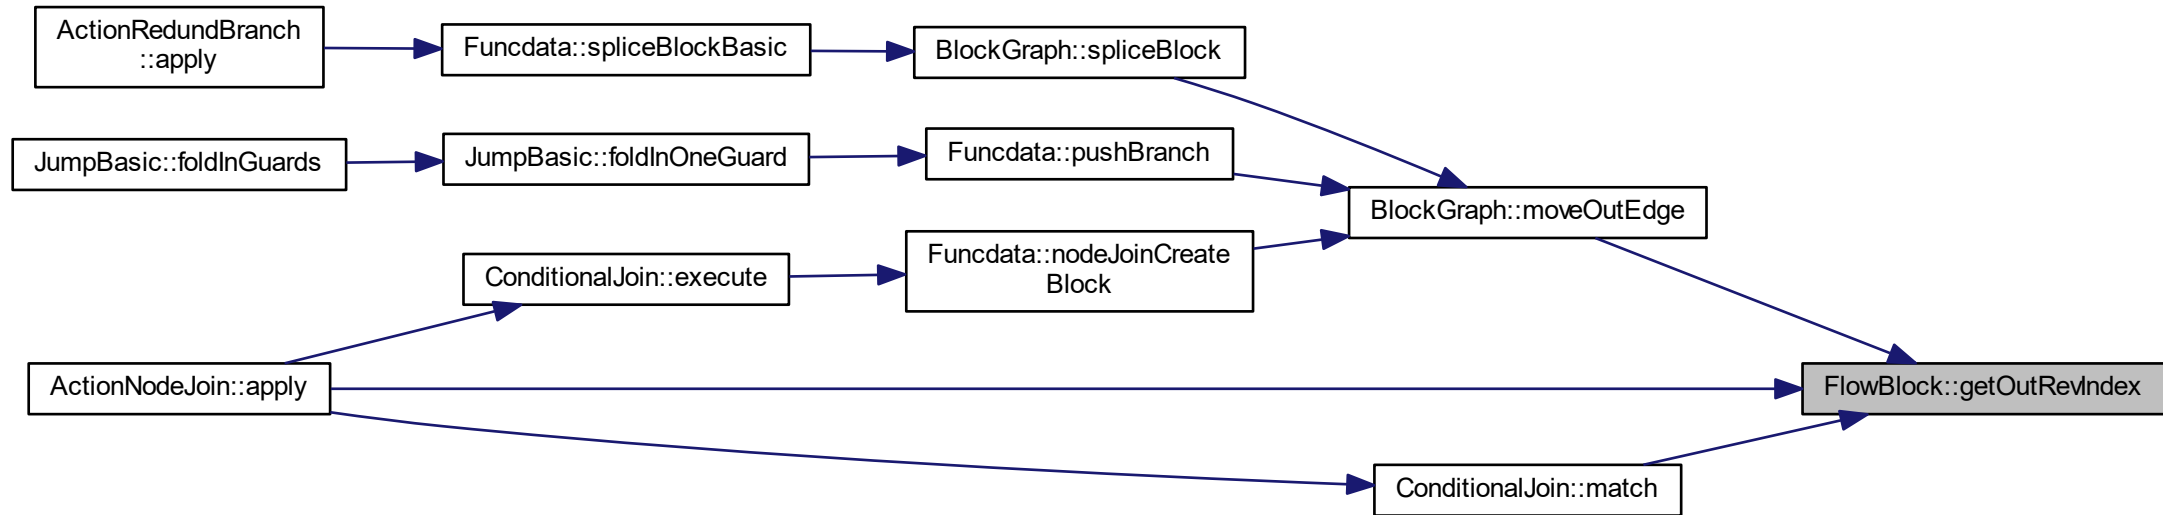 ActionRedundBranch
::apply
Funcdata::spliceBlockBasic
BlockGraph::spliceBlock
JumpBasic::foldInGuards
JumpBasic::foldInOneGuard
Funcdata::pushBranch
BlockGraph::moveOutEdge
ConditionalJoin::execute
Funcdata::nodeJoinCreate
Block
ActionNodeJoin::apply
FlowBlock::getOutRevIndex
ConditionalJoin::match